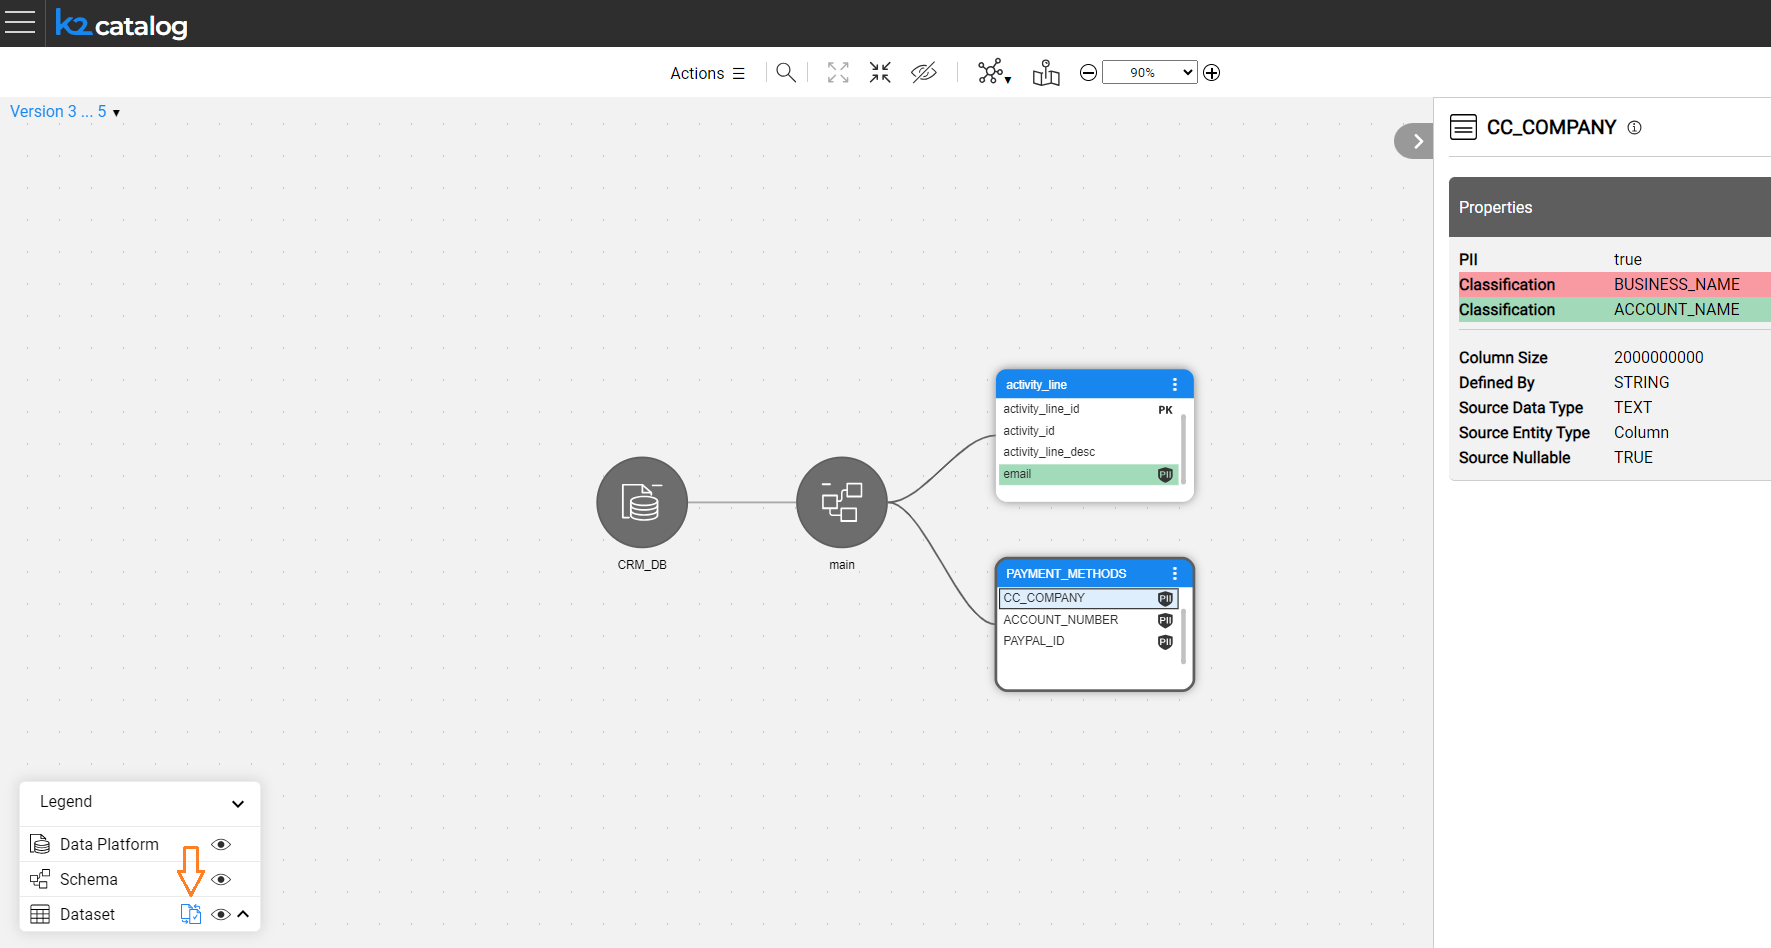 k2catalog
Actions
90%
Version 3 ... 5
CC_COMPANY
Properties
PII true
Classification BUSINESS_NAME
Classification ACCOUNT_NAME
Column Size 2000000000
Defined By STRING
Source Data Type TEXT
Source Entity Type Column
Source Nullable TRUE
activity_line
activity_line_id PK
activity_id
activity_line_desc
email PII
CRM_DB
main
PAYMENT_METHODS
CC_COMPANY PII
ACCOUNT_NUMBER PII
PAYPAL_ID PII
Legend
Data Platform
Schema
Dataset